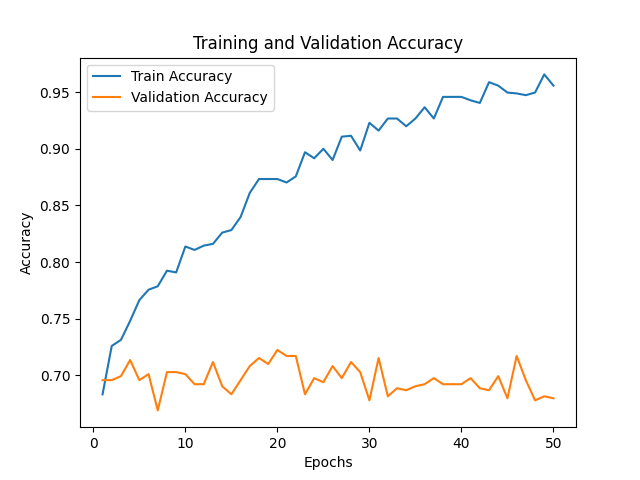 Training and Validation Accuracy
Train Accuracy
Validation Accuracy
Accuracy
0.95
0.90
0.85
0.80
0.75
0.70
0 10 20 30 40 50
Epochs